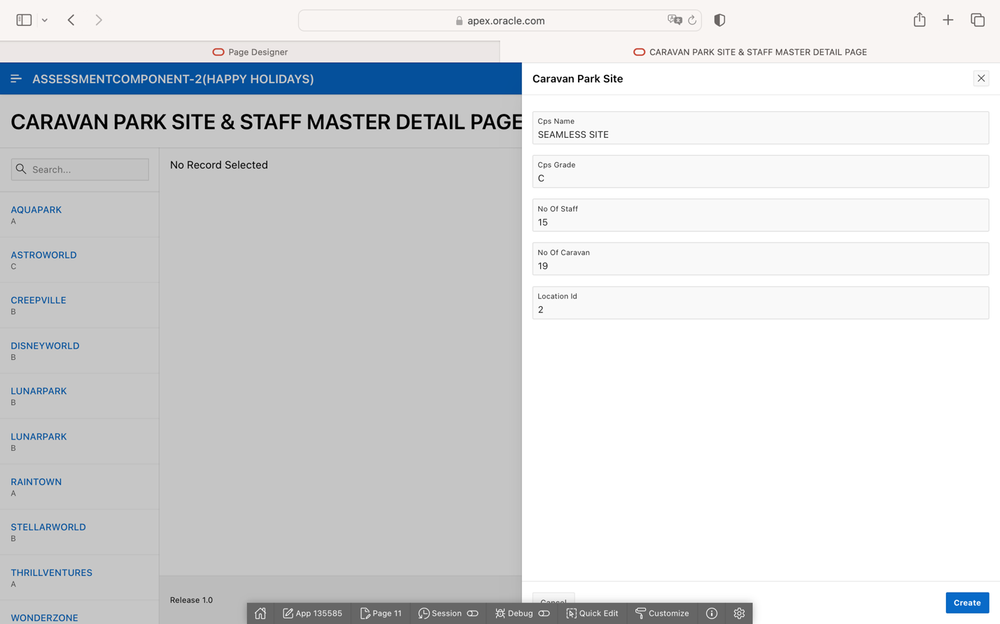 apex.oracle.com
Page Designer
CARAVAN PARK SITE & STAFF MASTER DETAIL PAGE
ASSESSMENTCOMPONENT-2(HAPPY HOLIDAYS)
CARAVAN PARK SITE & STAFF MASTER DETAIL PAGE
Search...
AQUAPARK
A
ASTROWORLD
C
CREEPVILLE
B
DISNEYWORLD
B
LUNARPARK
B
LUNARPARK
B
RAINTOWN
A
STELLARWORLD
B
THRILLVENTURES
A
WONDERZONE
No Record Selected
Release 1.0
Caravan Park Site
Cps Name
SEAMLESS SITE
Cps Grade
C
No Of Staff
15
No Of Caravan
19
Location Id
2
Cancel
Create
App 135585
Page 11
Session
Debug
Quick Edit
Customize